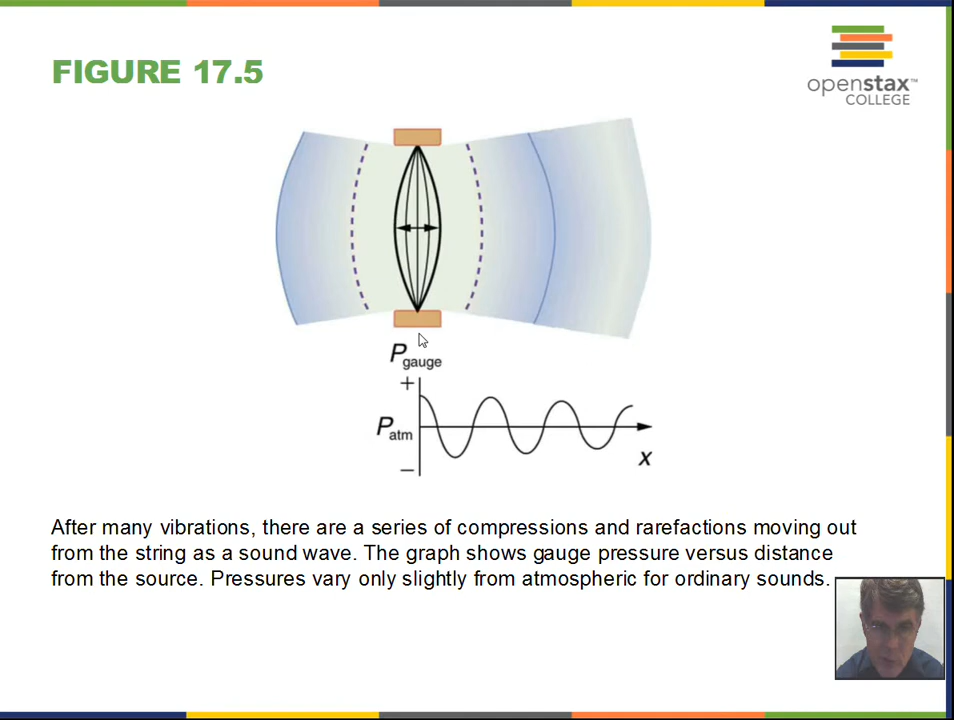 FIGURE 17.5
openstax™
COLLEGE
Pgauge
+
Patm
−
x
After many vibrations, there are a series of compressions and rarefactions moving out
from the string as a sound wave. The graph shows gauge pressure versus distance
from the source. Pressures vary only slightly from atmospheric for ordinary sounds.